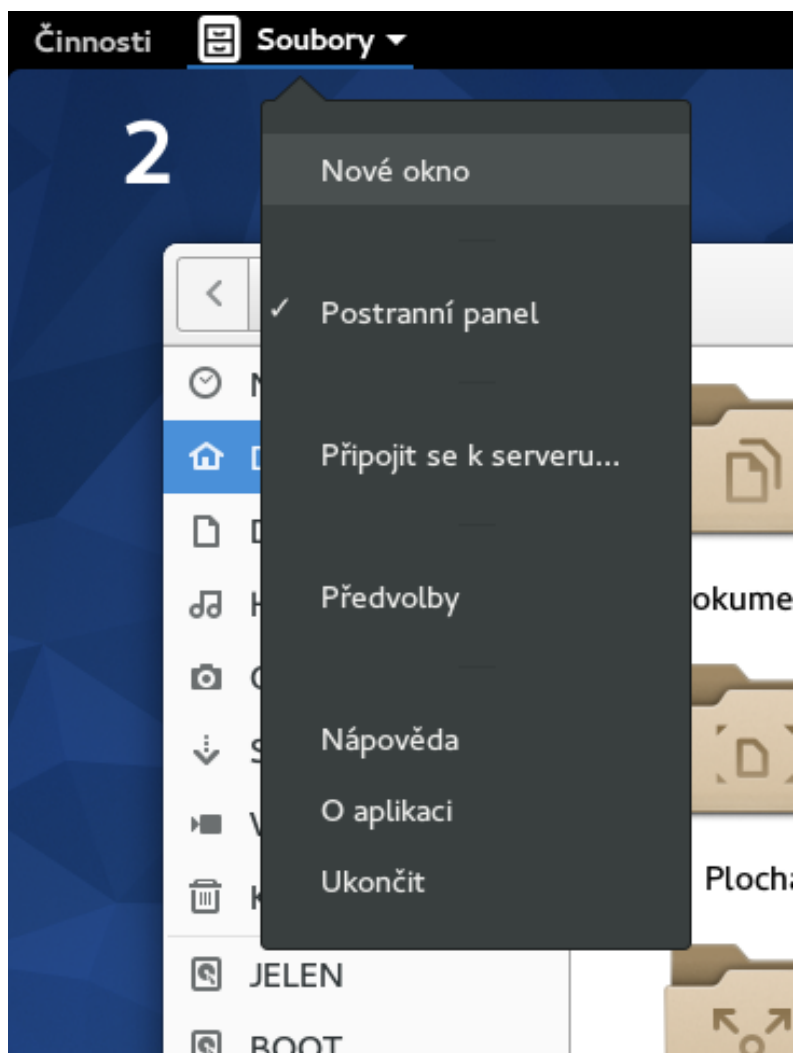 Činnosti Soubory
2
Nové okno
Postranní panel
Připojit se k serveru...
Předvolby
okume
Nápověda
O aplikaci
Plocha
Ukončit
JELEN
BOOT